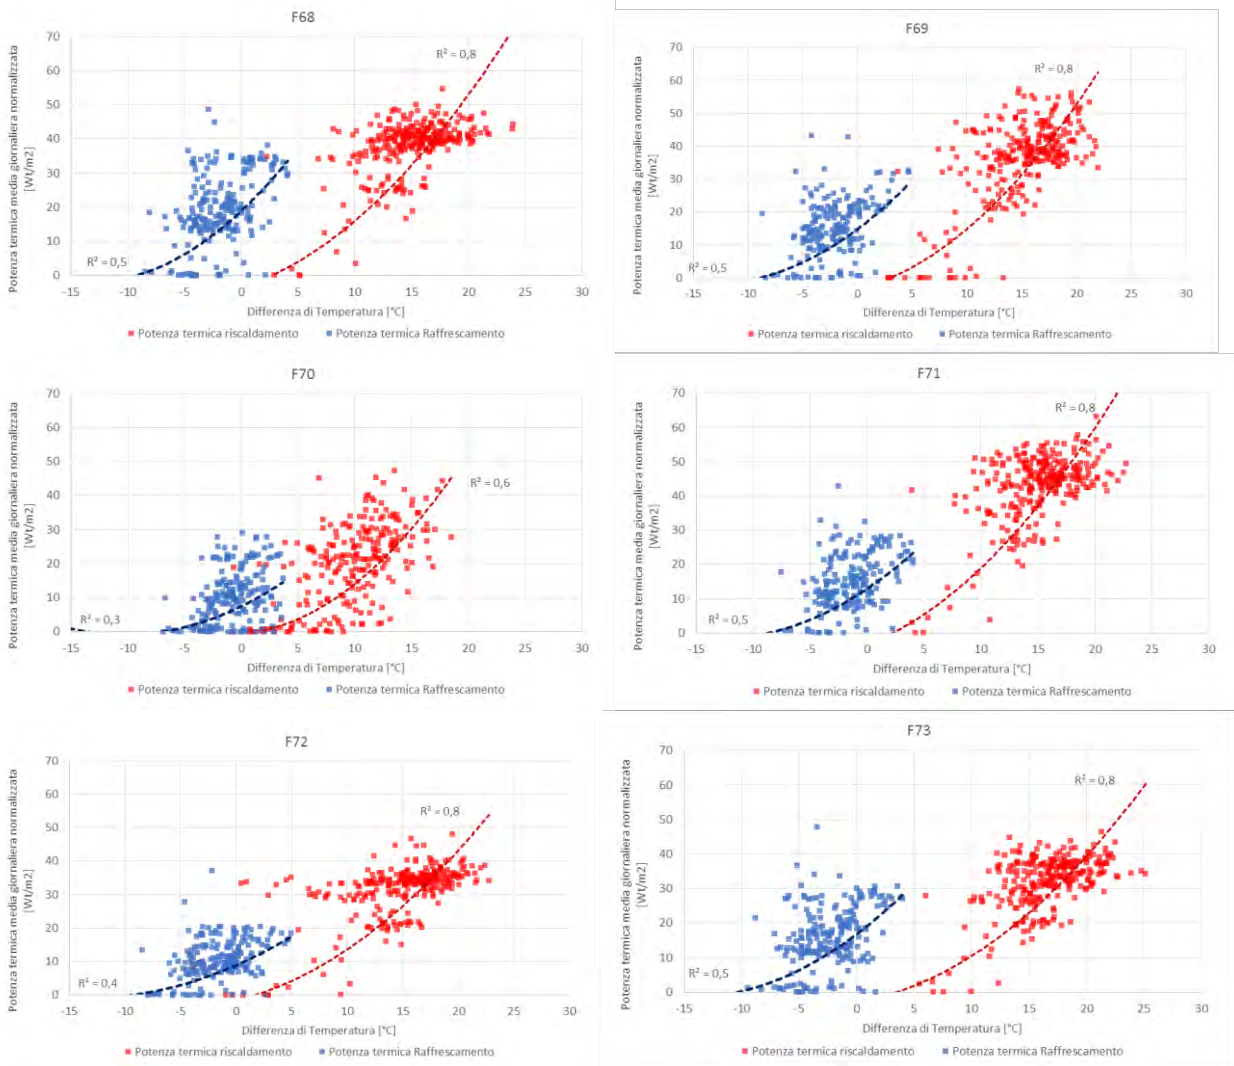 F68
Potenza termica media giornaliera normalizzata
[Wt/m2]
70
60
50
40
30
20
10
0
R² = 0,8
R² = 0,5
-15 -10 -5 0 5 10 15 20 25 30
Differenza di Temperatura [°C]
Potenza termica riscaldamento Potenza termica Raffrescamento
F69
Potenza termica media giornaliera normalizzata
[Wt/m2]
70
60
50
40
30
20
10
0
R² = 0,8
R² = 0,5
-15 -10 -5 0 5 10 15 20 25 30
Differenza di Temperatura [°C]
Potenza termica riscaldamento Potenza termica Raffrescamento
F70
Potenza termica media giornaliera normalizzata
[Wt/m2]
70
60
50
40
30
20
10
0
R² = 0,6
R² = 0,3
-15 -10 -5 0 5 10 15 20 25 30
Differenza di Temperatura [°C]
Potenza termica riscaldamento Potenza termica Raffrescamento
F71
Potenza termica media giornaliera normalizzata
[Wt/m2]
70
60
50
40
30
20
10
0
R² = 0,8
R² = 0,5
-15 -10 -5 0 5 10 15 20 25 30
Differenza di Temperatura [°C]
Potenza termica riscaldamento Potenza termica Raffrescamento
F72
Potenza termica media giornaliera normalizzata
[Wt/m2]
70
60
50
40
30
20
10
0
R² = 0,8
R² = 0,4
-15 -10 -5 0 5 10 15 20 25 30
Differenza di Temperatura [°C]
Potenza termica riscaldamento Potenza termica Raffrescamento
F73
Potenza termica media giornaliera normalizzata
[Wt/m2]
70
60
50
40
30
20
10
0
R² = 0,8
R² = 0,5
-15 -10 -5 0 5 10 15 20 25 30
Differenza di Temperatura [°C]
Potenza termica riscaldamento Potenza termica Raffrescamento